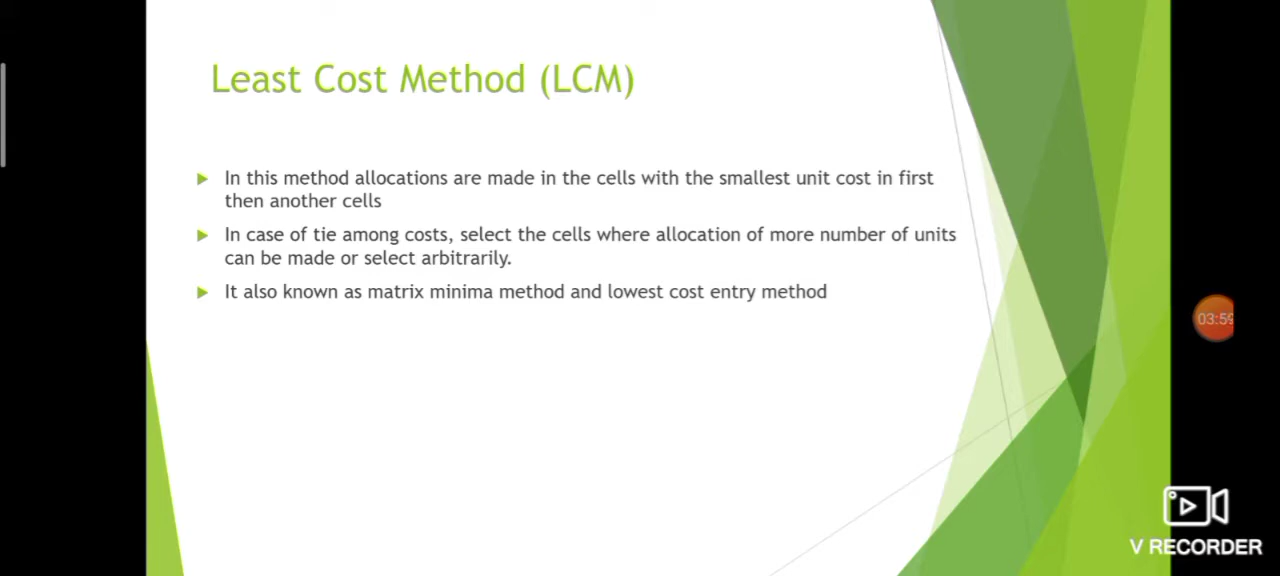 Least Cost Method (LCM)
In this method allocations are made in the cells with the smallest unit cost in first
then another cells
In case of tie among costs, select the cells where allocation of more number of units
can be made or select arbitrarily.
It also known as matrix minima method and lowest cost entry method
03:59
V RECORDER